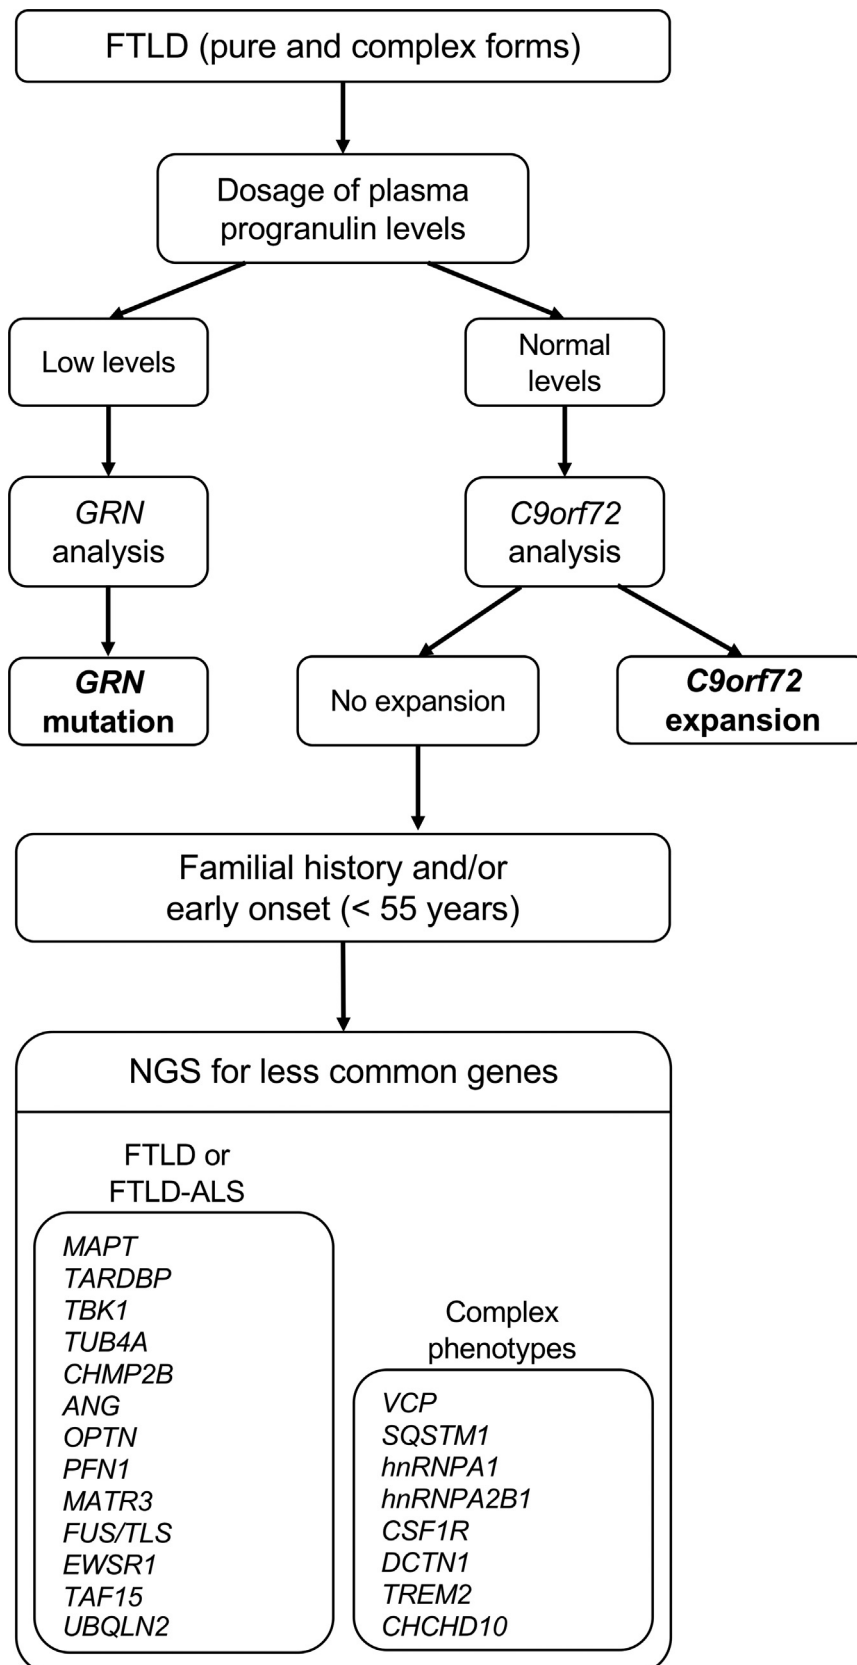 FTLD (pure and complex forms)
Dosage of plasma
progranulin levels
Low levels
Normal
levels
GRN
analysis
C9orf72
analysis
GRN
mutation
No expansion
C9orf72
expansion
Familial history and/or
early onset (< 55 years)
NGS for less common genes
FTLD or
FTLD-ALS
MAPT
TARDBP
TBK1
TUB4A
CHMP2B
ANG
OPTN
PFN1
MATR3
FUS/TLS
EWSR1
TAF15
UBQLN2
Complex
phenotypes
VCP
SQSTM1
hnRNPA1
hnRNPA2B1
CSF1R
DCTN1
TREM2
CHCHD10